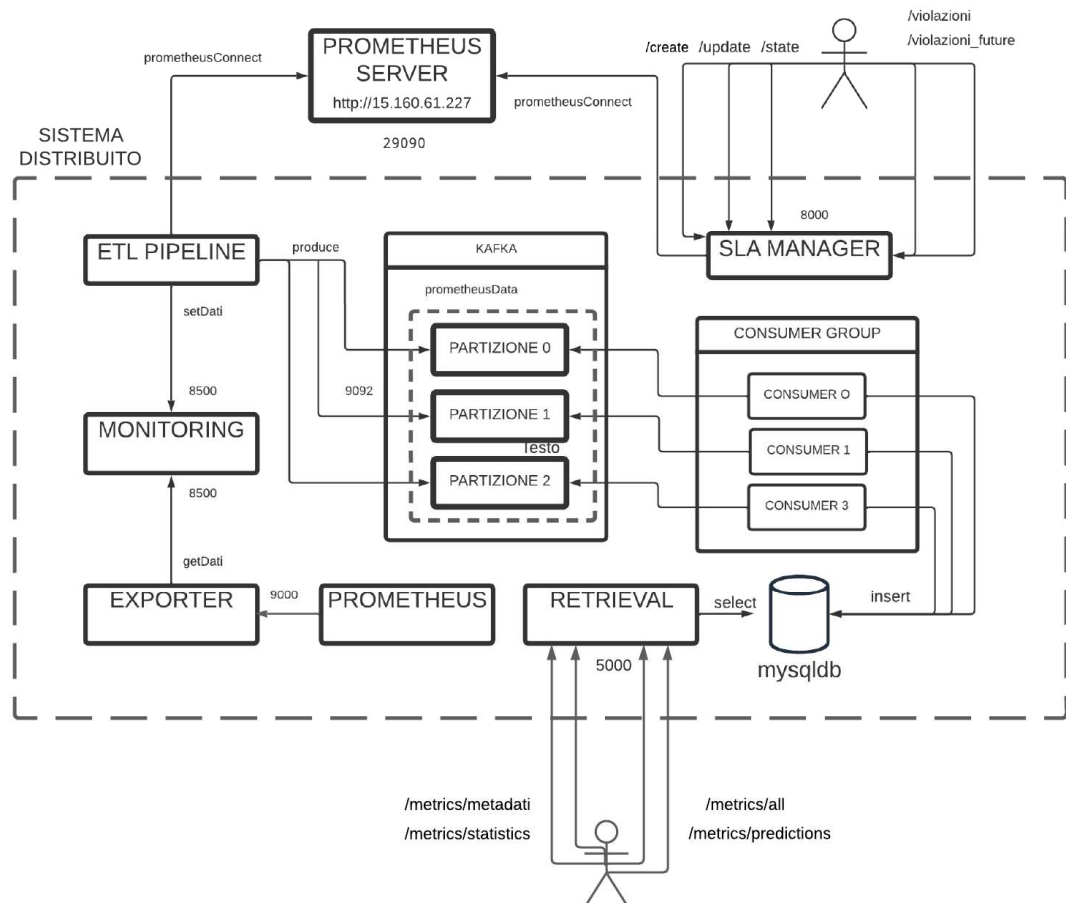 /violazioni
/create /update /state
/violazioni_future
PROMETHEUS
SERVER
http://15.160.61.227
prometheusConnect
prometheusConnect
29090
SISTEMA
DISTRIBUITO
8000
ETL PIPELINE
produce
KAFKA
SLA MANAGER
prometheusData
setDati
PARTIZIONE 0
CONSUMER GROUP
8500
9092
CONSUMER O
MONITORING
PARTIZIONE 1
Testo
CONSUMER 1
PARTIZIONE 2
8500
CONSUMER 3
getDati
EXPORTER
9000
PROMETHEUS
RETRIEVAL
select
insert
5000
mysqldb
/metrics/metadati
/metrics/all
/metrics/statistics
/metrics/predictions